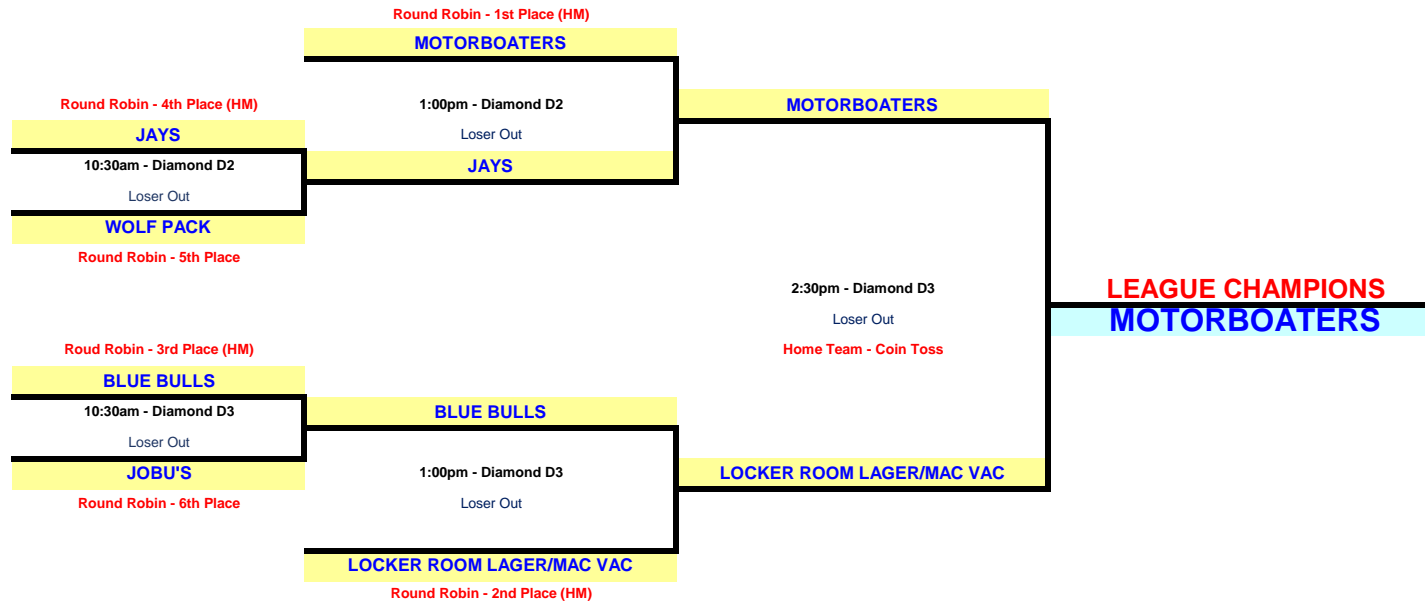 Round Robin - 1st Place (HM)
MOTORBOATERS
Round Robin - 4th Place (HM)
1:00pm - Diamond D2
MOTORBOATERS
JAYS
Loser Out
10:30am - Diamond D2
JAYS
Loser Out
WOLF PACK
Round Robin - 5th Place
2:30pm - Diamond D3
LEAGUE CHAMPIONS
Loser Out
MOTORBOATERS
Roud Robin - 3rd Place (HM)
Home Team - Coin Toss
BLUE BULLS
10:30am - Diamond D3
BLUE BULLS
Loser Out
JOBU'S
1:00pm - Diamond D3
LOCKER ROOM LAGER/MAC VAC
Round Robin - 6th Place
Loser Out
LOCKER ROOM LAGER/MAC VAC
Round Robin - 2nd Place (HM)